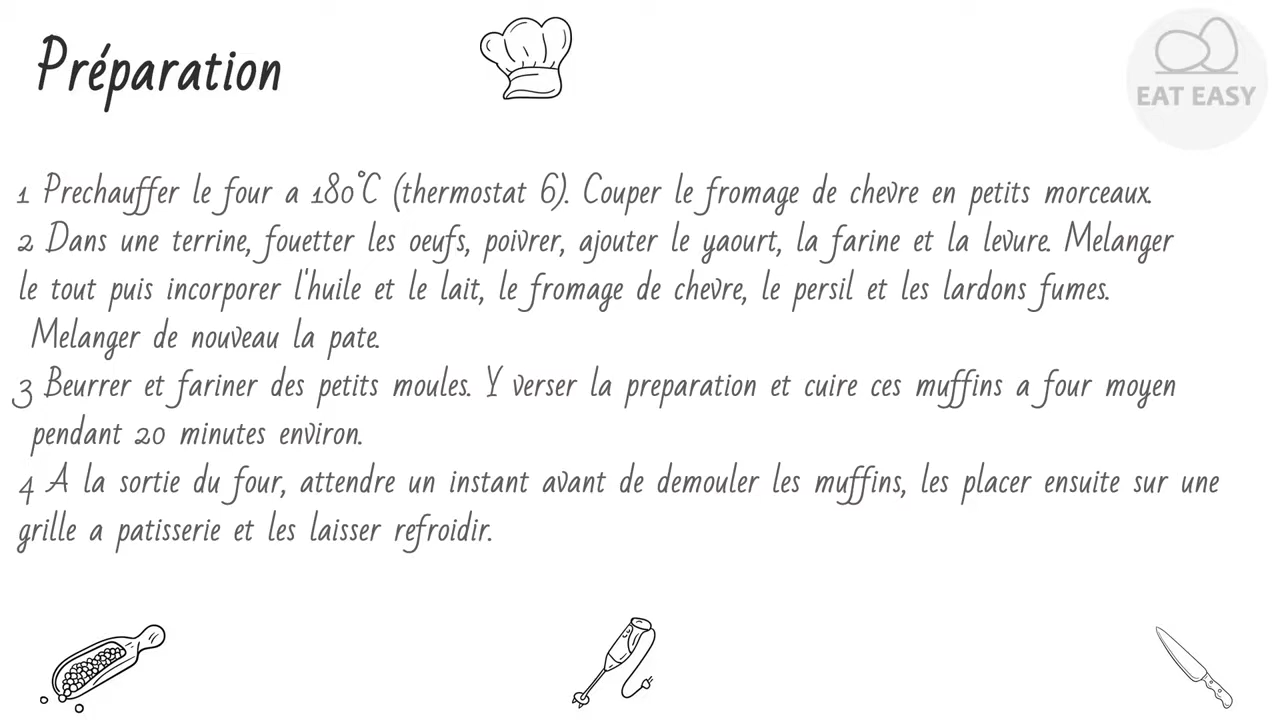 Préparation
EAT EASY
1 Prechauffer le four a 180°C (thermostat 6). Couper le fromage de chevre en petits morceaux.
2 Dans une terrine, fouetter les oeufs, poivrer, ajouter le yaourt, la farine et la levure. Melanger
le tout puis incorporer l'huile et le lait, le fromage de chevre, le persil et les lardons fumes.
Melanger de nouveau la pate.
3 Beurrer et fariner des petits moules. Y verser la preparation et cuire ces muffins a four moyen
pendant 20 minutes environ.
4 A la sortie du four, attendre un instant avant de demouler les muffins, les placer ensuite sur une
grille a patisserie et les laisser refroidir.